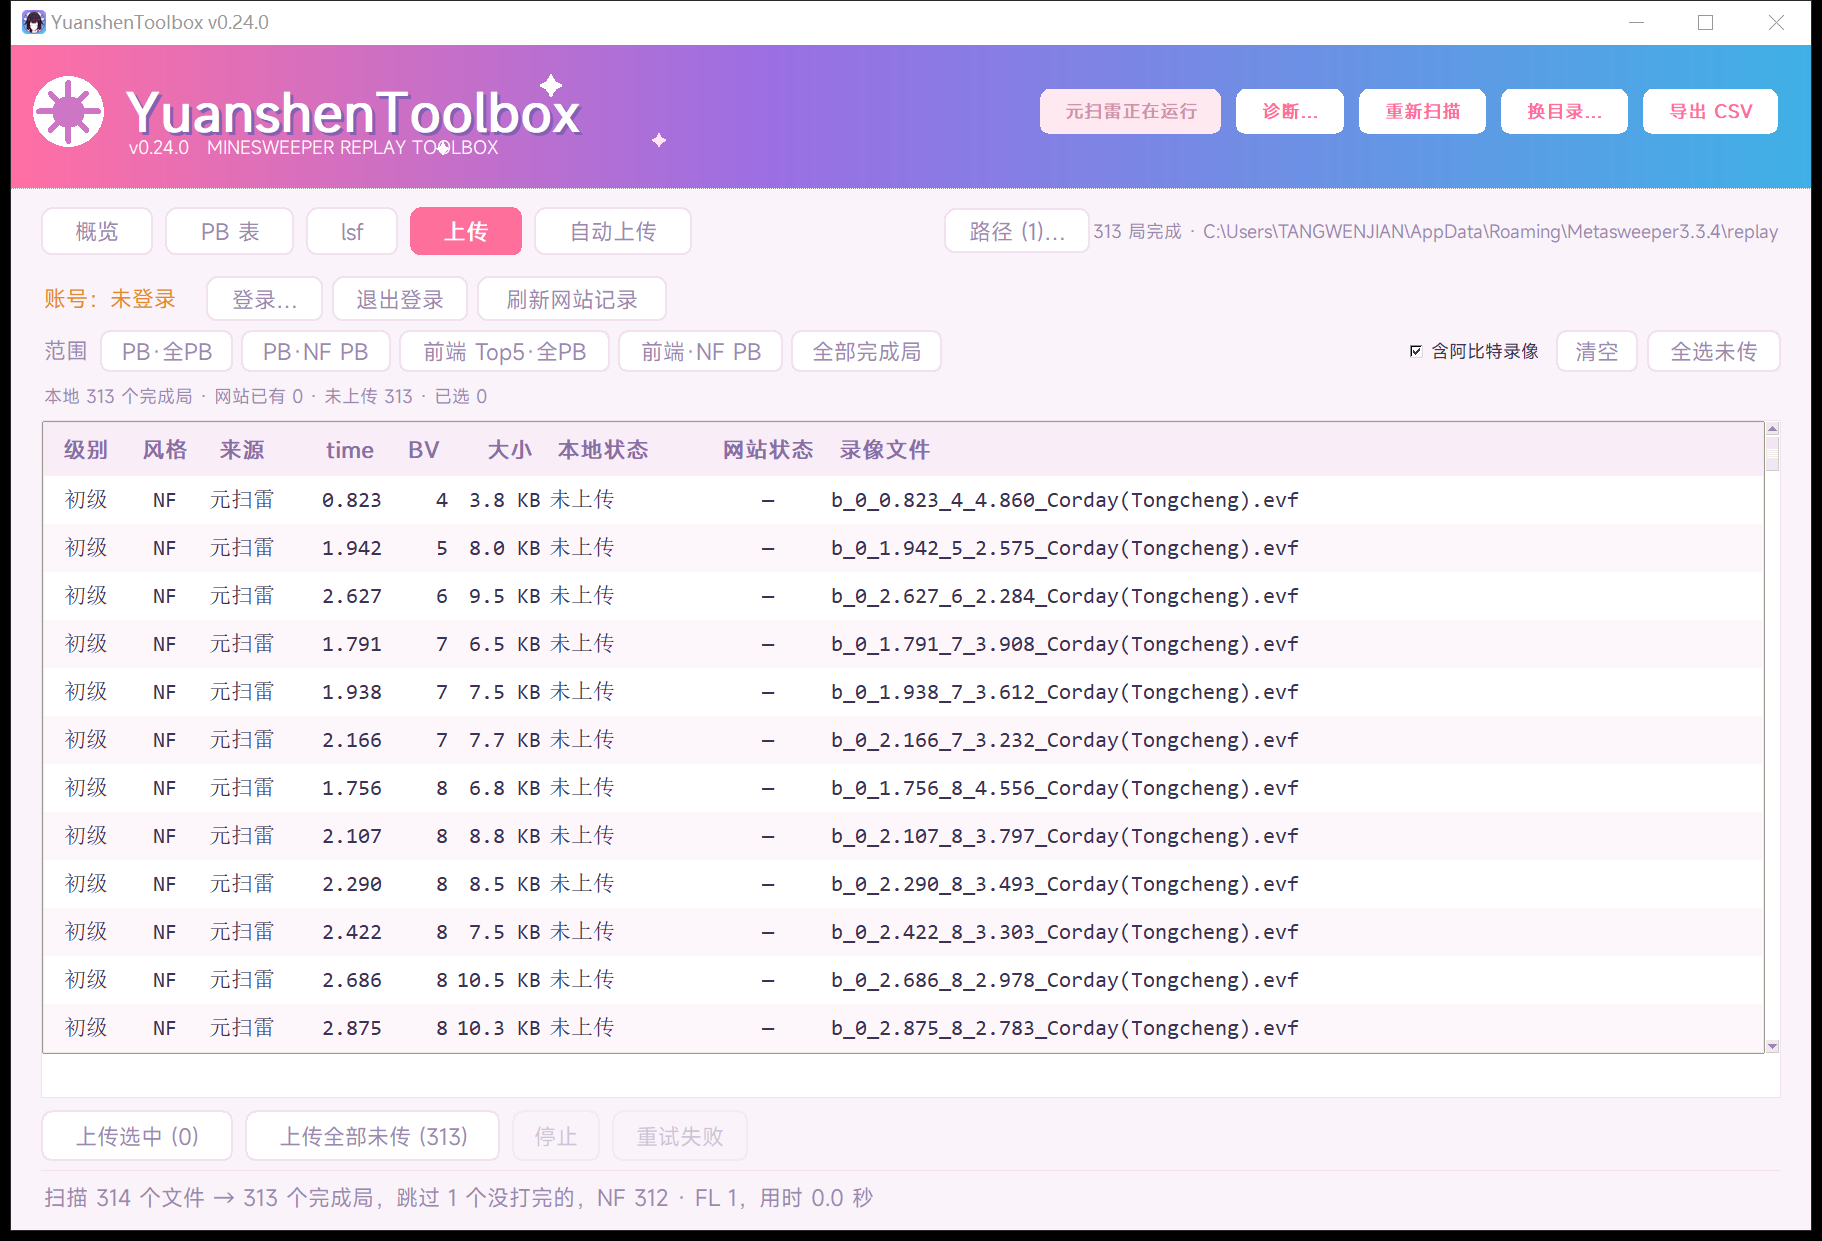 YuanshenToolbox v0.24.0
YuanshenToolbox
v0.24.0 MINESWEEPER REPLAY TOOLBOX
元扫雷正在运行 诊断... 重新扫描 换目录... 导出 CSV
概览 PB 表 lsf 上传 自动上传 路径 (1)... 313 局完成 · C:\Users\TANGWENJIAN\AppData\Roaming\Metasweeper3.3.4\replay
账号：未登录 登录... 退出登录 刷新网站记录
范围 PB·全PB PB·NF PB 前端 Top5·全PB 前端·NF PB 全部完成局 含阿比特录像 清空 全选未传
本地 313 个完成局 · 网站已有 0 · 未上传 313 · 已选 0
级别 风格 来源 time BV 大小 本地状态 网站状态 录像文件
初级 NF 元扫雷 0.823 4 3.8 KB 未上传 — b_0_0.823_4_4.860_Corday(Tongcheng).evf
初级 NF 元扫雷 1.942 5 8.0 KB 未上传 — b_0_1.942_5_2.575_Corday(Tongcheng).evf
初级 NF 元扫雷 2.627 6 9.5 KB 未上传 — b_0_2.627_6_2.284_Corday(Tongcheng).evf
初级 NF 元扫雷 1.791 7 6.5 KB 未上传 — b_0_1.791_7_3.908_Corday(Tongcheng).evf
初级 NF 元扫雷 1.938 7 7.5 KB 未上传 — b_0_1.938_7_3.612_Corday(Tongcheng).evf
初级 NF 元扫雷 2.166 7 7.7 KB 未上传 — b_0_2.166_7_3.232_Corday(Tongcheng).evf
初级 NF 元扫雷 1.756 8 6.8 KB 未上传 — b_0_1.756_8_4.556_Corday(Tongcheng).evf
初级 NF 元扫雷 2.107 8 8.8 KB 未上传 — b_0_2.107_8_3.797_Corday(Tongcheng).evf
初级 NF 元扫雷 2.290 8 8.5 KB 未上传 — b_0_2.290_8_3.493_Corday(Tongcheng).evf
初级 NF 元扫雷 2.422 8 7.5 KB 未上传 — b_0_2.422_8_3.303_Corday(Tongcheng).evf
初级 NF 元扫雷 2.686 8 10.5 KB 未上传 — b_0_2.686_8_2.978_Corday(Tongcheng).evf
初级 NF 元扫雷 2.875 8 10.3 KB 未上传 — b_0_2.875_8_2.783_Corday(Tongcheng).evf
上传选中 (0) 上传全部未传 (313) 停止 重试失败
扫描 314 个文件 → 313 个完成局，跳过 1 个没打完的，NF 312 · FL 1，用时 0.0 秒